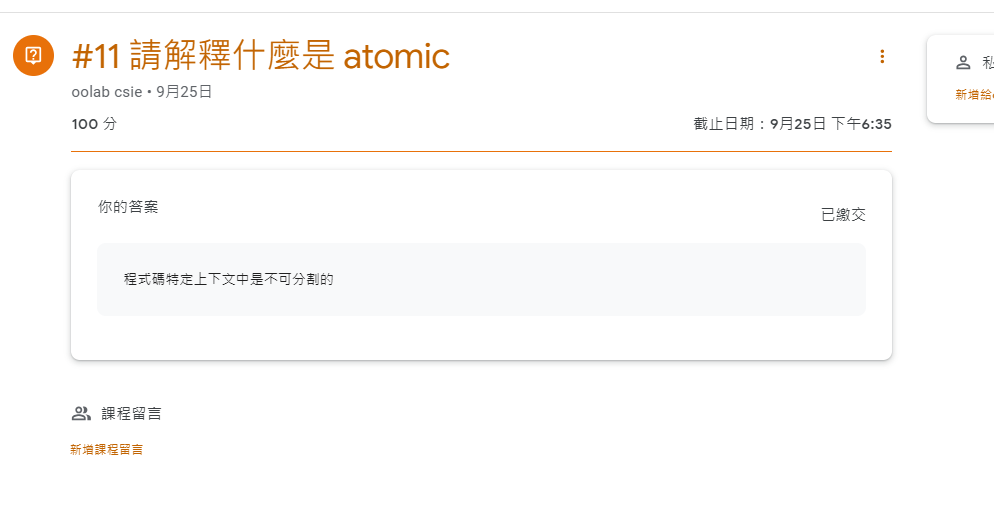 #11 請解釋什麼是 atomic
oolab csie • 9月25日
100 分
截止日期：9月25日 下午6:35
你的答案
已繳交
程式碼特定上下文中是不可分割的
課程留言
新增課程留言
私
新增給